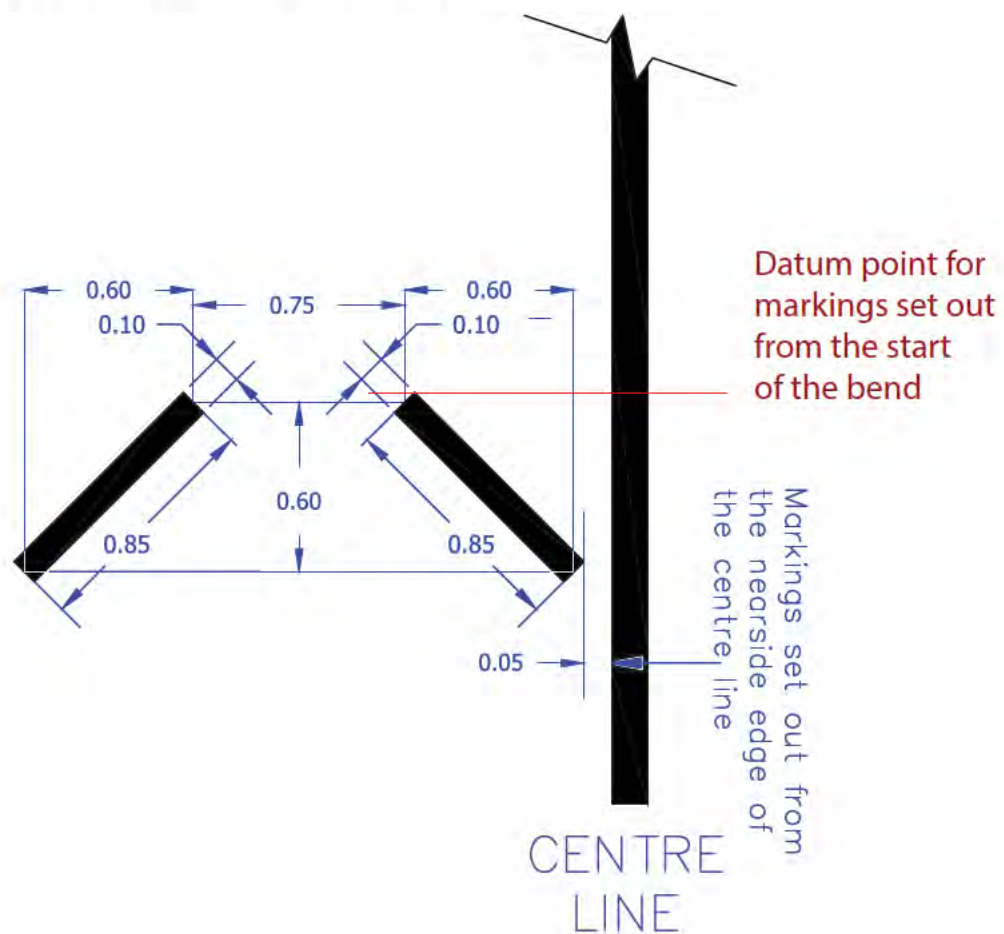 0.60
0.75
0.60
0.10
0.10
Datum point for
markings set out
from the start
of the bend
0.60
0.85
0.85
Markings set out from
the nearside edge of
the centre line
0.05
CENTRE
LINE